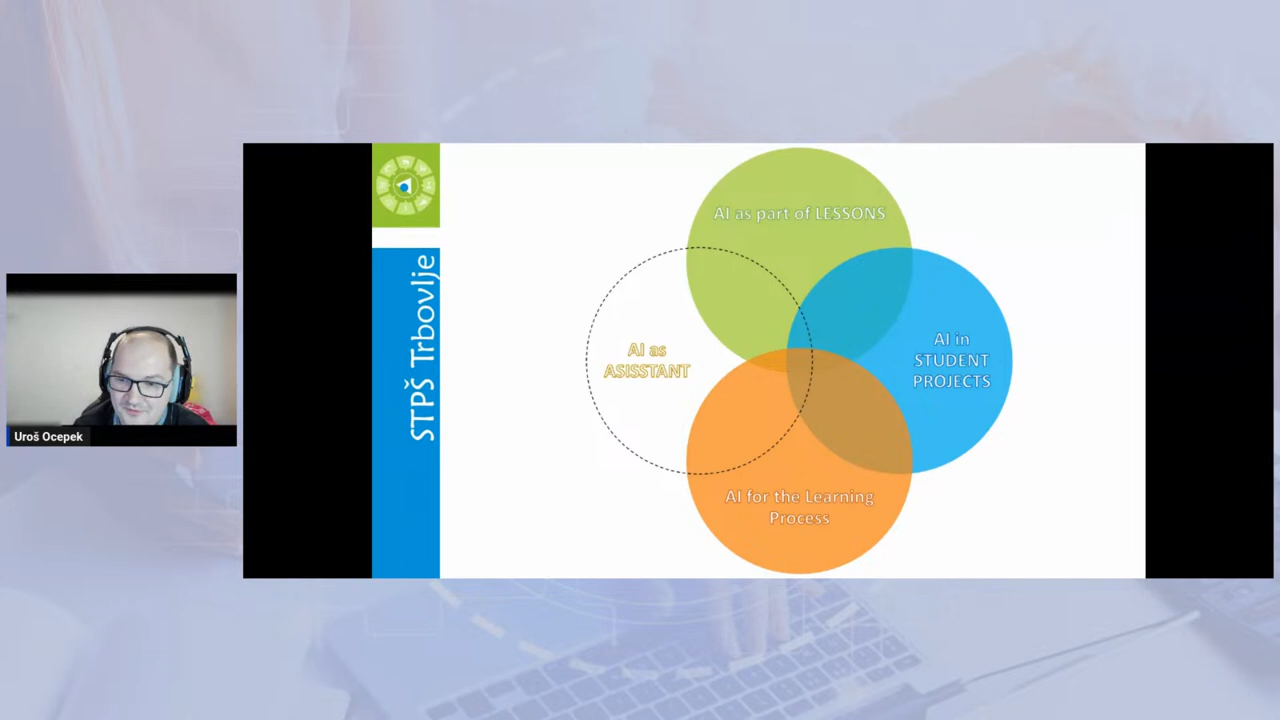 Uroš Ocepek
STPŠ Trbovlje
AI as part of LESSONS
AI as
ASISSTANT
AI in
STUDENT
PROJECTS
AI for the Learning
Process